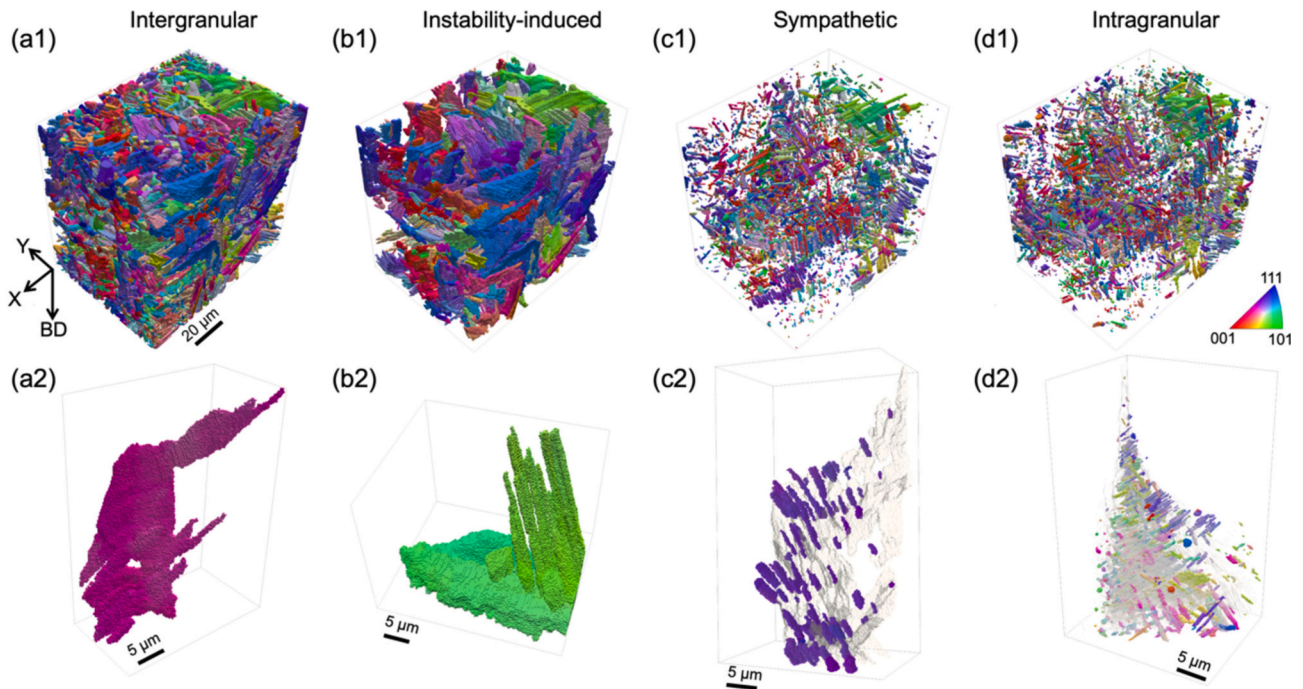 Intergranular
Instability-induced
Sympathetic
Intragranular
(a1)
(b1)
(c1)
(d1)
Y
X
BD
20 µm
111
001
101
(a2)
(b2)
(c2)
(d2)
5 µm
5 µm
5 µm
5 µm